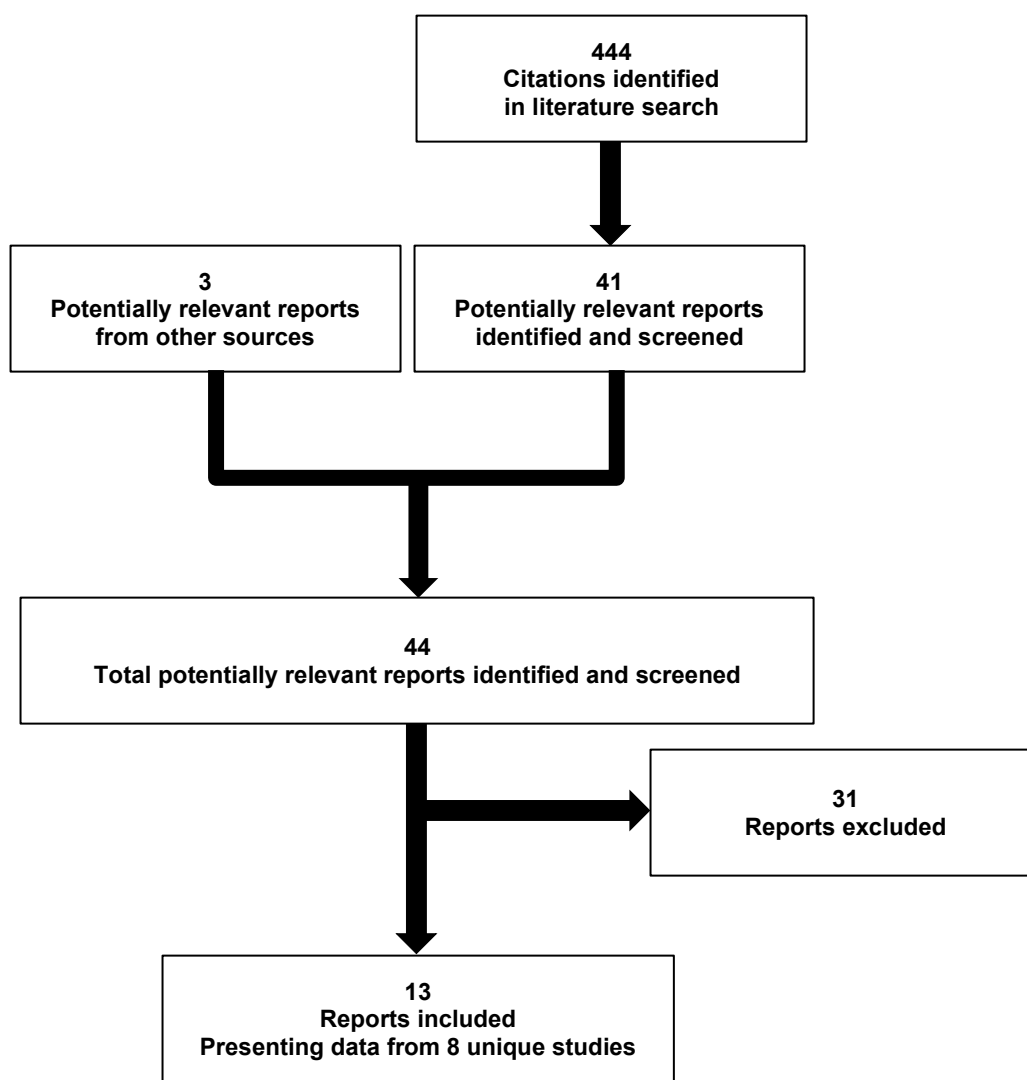 444
Citations identified
in literature search
3
Potentially relevant reports
from other sources
41
Potentially relevant reports
identified and screened
44
Total potentially relevant reports identified and screened
31
Reports excluded
13
Reports included
Presenting data from 8 unique studies